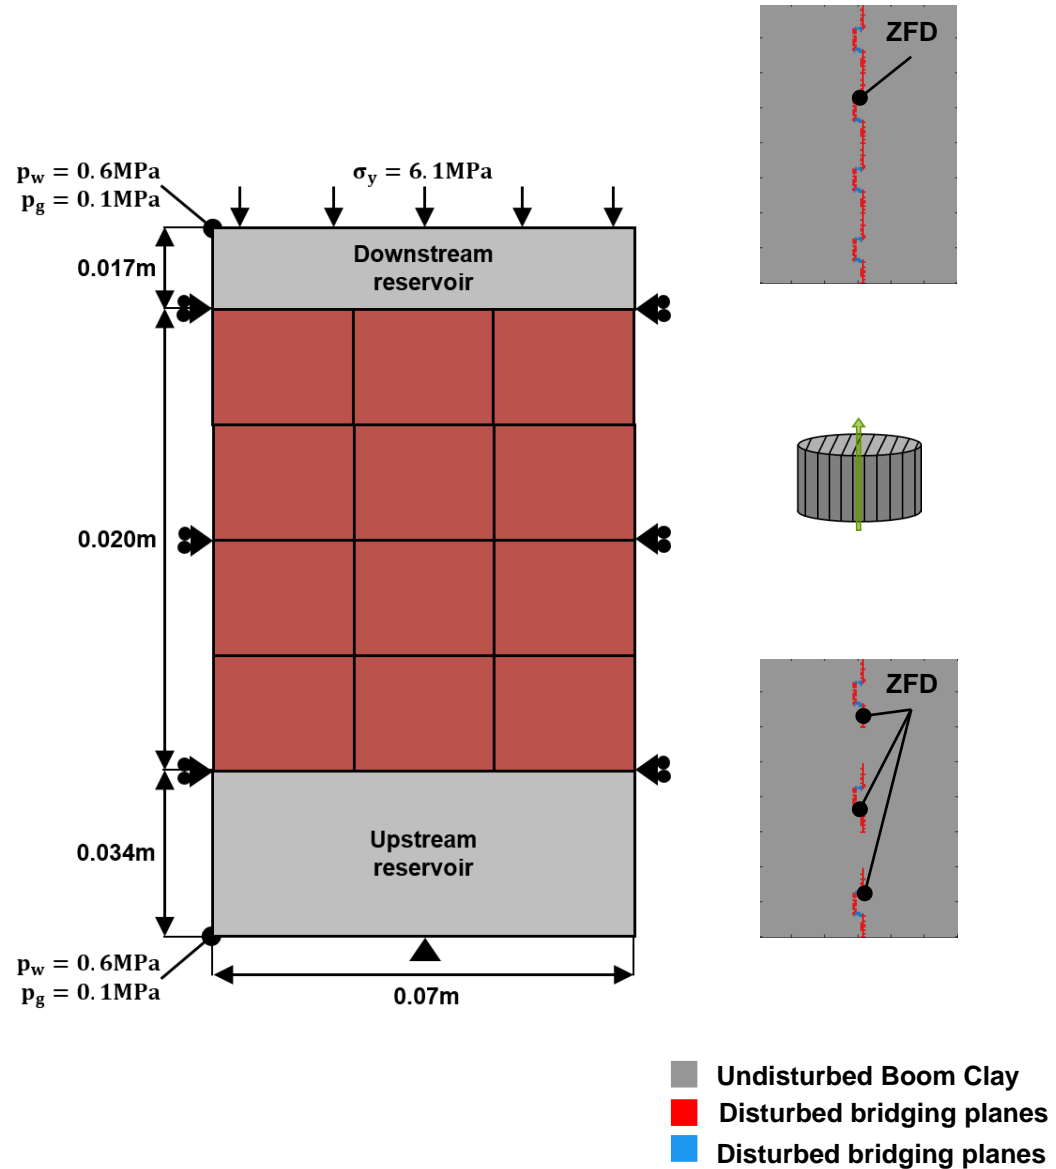 ZFD
p_w = 0.6MPa
p_g = 0.1MPa
σ_y = 6.1MPa
Downstream
reservoir
0.017m
0.020m
ZFD
Upstream
reservoir
0.034m
p_w = 0.6MPa
p_g = 0.1MPa
0.07m
Undisturbed Boom Clay
Disturbed bridging planes
Disturbed bridging planes